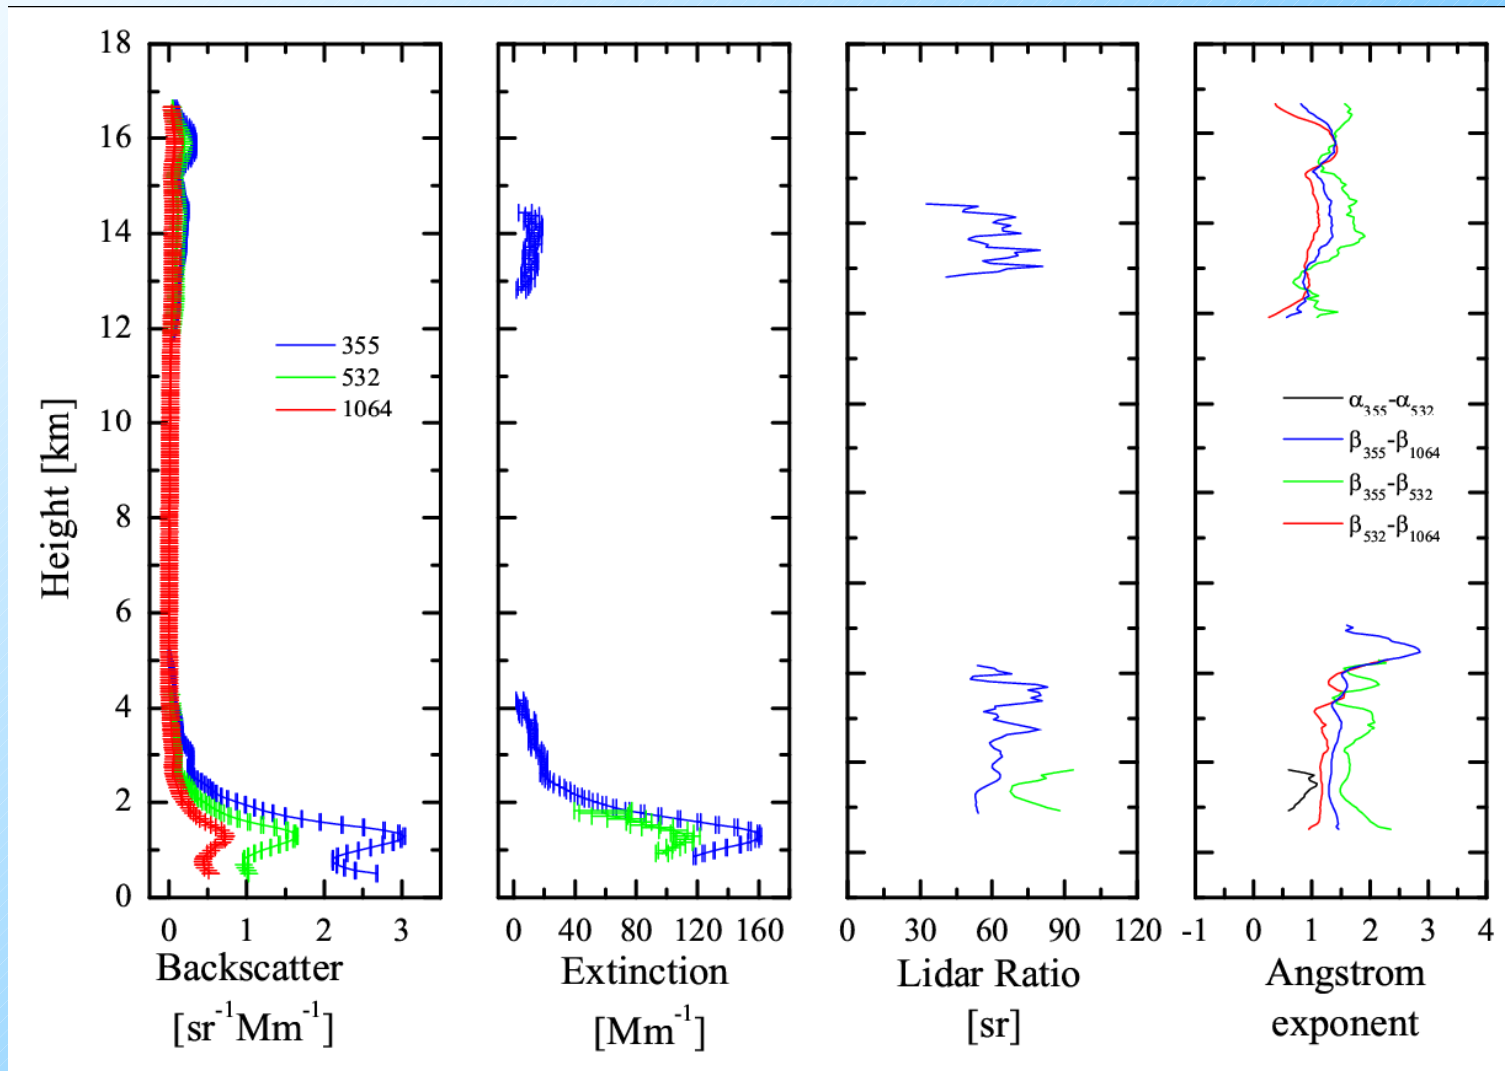 18
16
14
12
10
8
6
4
2
0
Height [km]
355
532
1064
0 1 2 3
Backscatter
[sr⁻¹Mm⁻¹]
0 40 80 120 160
Extinction
[Mm⁻¹]
0 30 60 90 120
Lidar Ratio
[sr]
α₃₅₅-α₅₃₂
β₃₅₅-β₁₀₆₄
β₃₅₅-β₅₃₂
β₅₃₂-β₁₀₆₄
-1 0 1 2 3 4
Angstrom
exponent